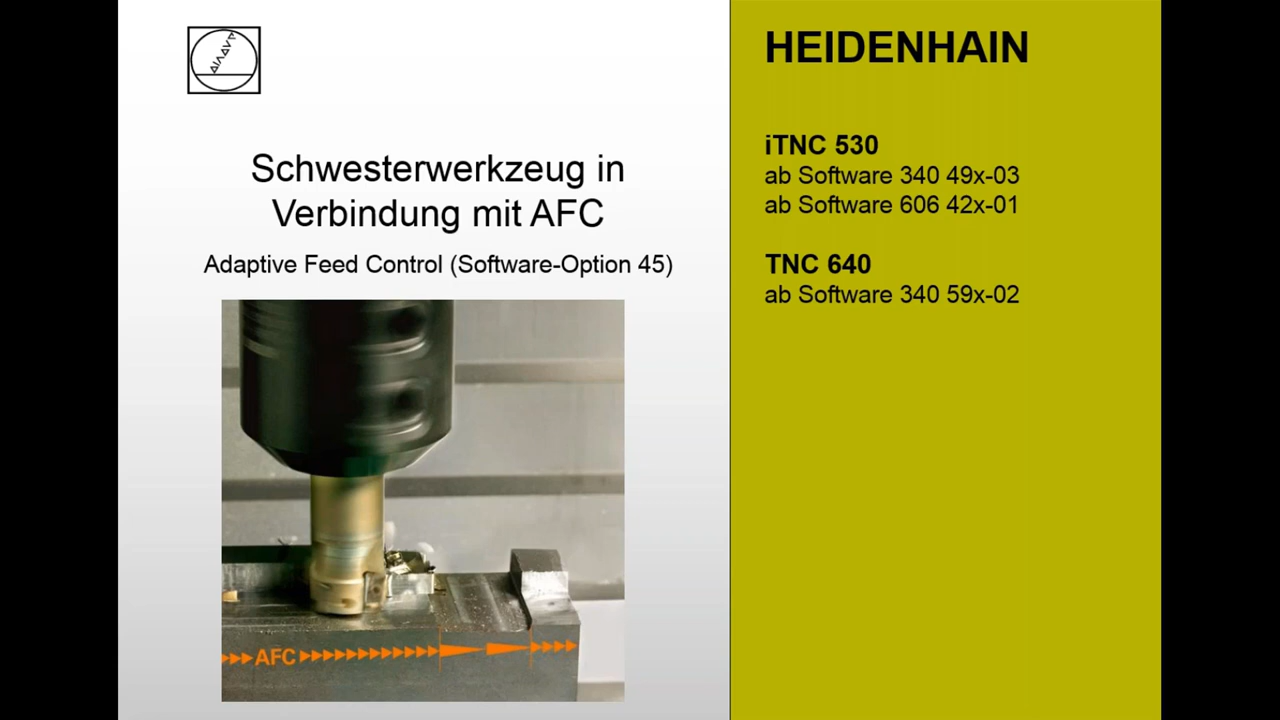 Schwesterwerkzeug in
Verbindung mit AFC
Adaptive Feed Control (Software-Option 45)
AFC
HEIDENHAIN
iTNC 530
ab Software 340 49x-03
ab Software 606 42x-01
TNC 640
ab Software 340 59x-02